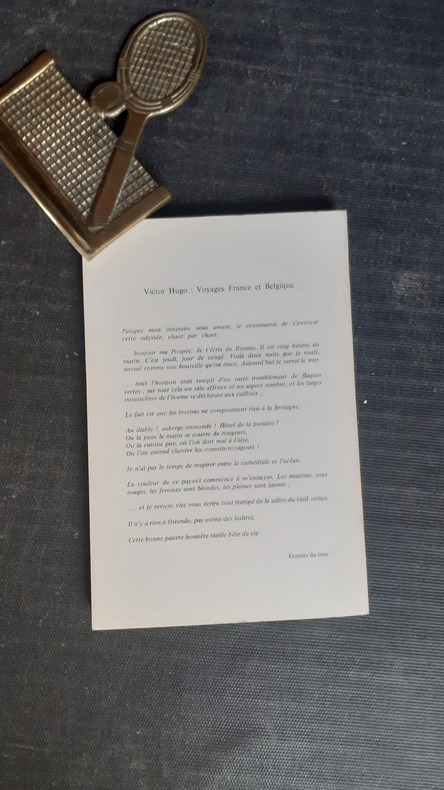 Victor Hugo : Voyages France et Belgique
Puisque mon itinéraire vous amuse, je continuerai de t'envoyer
cette odyssée, chant par chant.
. . . bonjour ma Poupée. Je t'écris de Rennes. Il est cinq heures du
matin. C'est jeudi, jour de congé. Voilà deux nuits que je roule,
secoué comme une bouteille qu'on rince. Aujourd'hui je verrai la mer.
. . . tout l'horizon était rempli d'un vaste tremblement de flaques
vertes ; sur tout cela un râle affreux et un aspect sombre, et les larges
mousselines de l'écume se déchirant aux cailloux ;
Le fait est que les bretons ne comprennent rien à la Bretagne.
Au diable ! auberge immonde ! Hôtel de la punaise !
Où la peau le matin se couvre de rougeurs,
Où la cuisine pue, où l'on dort mal à l'aise,
Où l'on entend chanter les commis-voyageurs !
Je n'ai pas le temps de respirer entre la cathédrale et l'océan.
La couleur de ce pays-ci commence à m'ennuyer. Les maisons sont
rouges, les femmes sont blondes, les plaines sont jaunes ;
. . . et je reviens vite vous écrire tout trempé de la salive du vieil océan.
Il n'y a rien à Ostende, pas même des huîtres.
Cette bonne pauvre honnête vieille bête de vie
- Extraits du livre -